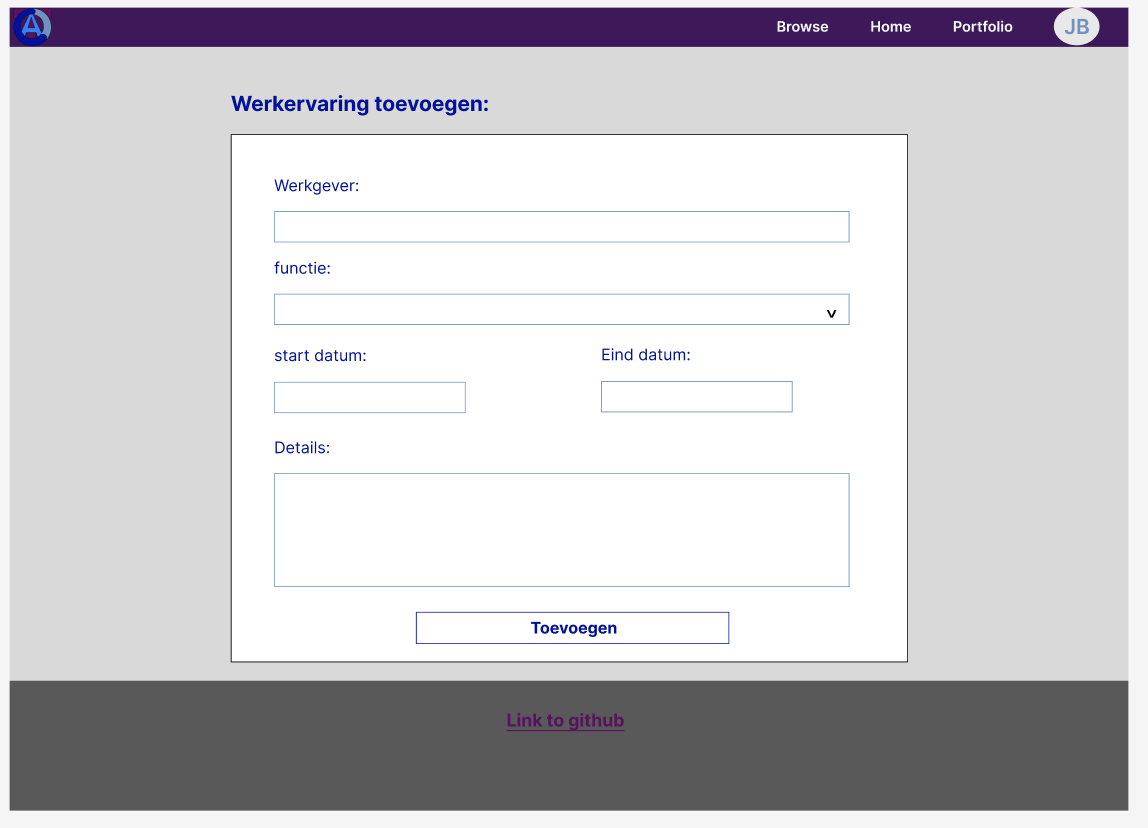 A
Browse
Home
Portfolio
JB
Werkervaring toevoegen:
Werkgever:
functie:
v
start datum:
Eind datum:
Details:
Toevoegen
Link to github